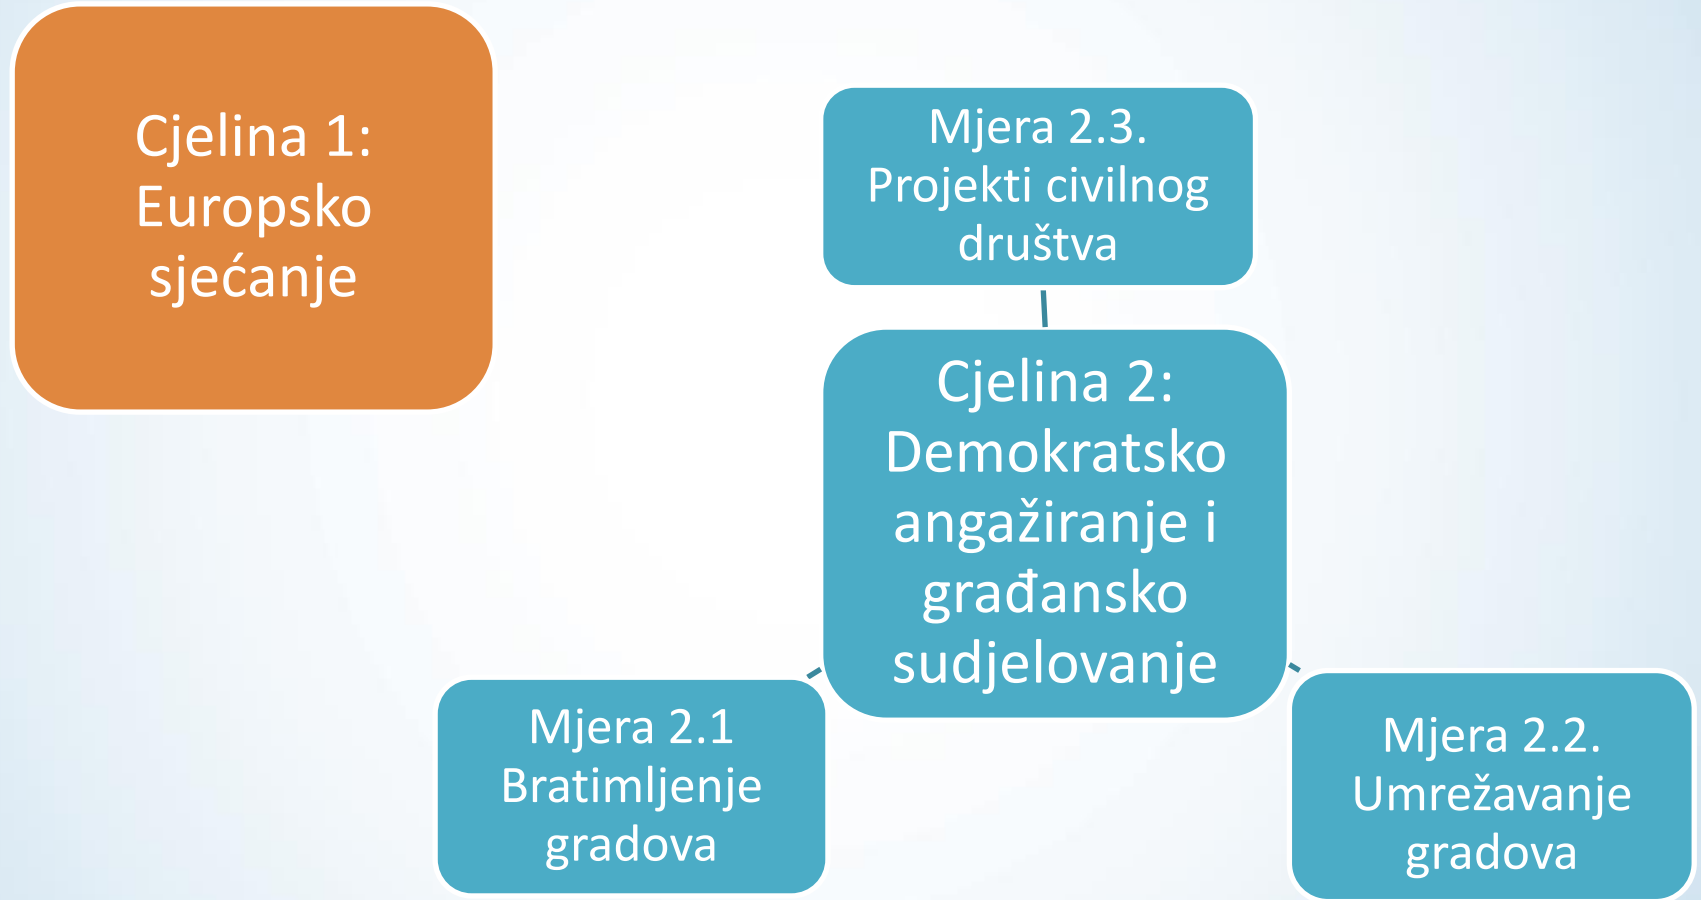 Cjelina 1:
Europsko
sjećanje
Mjera 2.3.
Projekti civilnog
društva
Cjelina 2:
Demokratsko
angažiranje i
građansko
sudjelovanje
Mjera 2.1
Bratimljenje
gradova
Mjera 2.2.
Umrežavanje
gradova